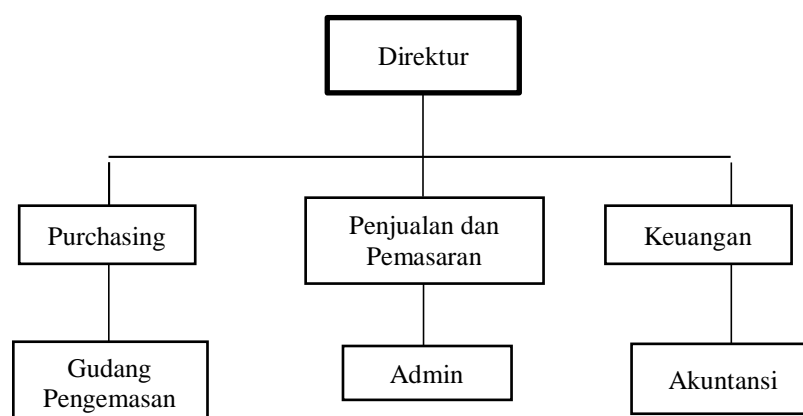 Direktur
Purchasing
Penjualan dan
Pemasaran
Keuangan
Gudang
Pengemasan
Admin
Akuntansi